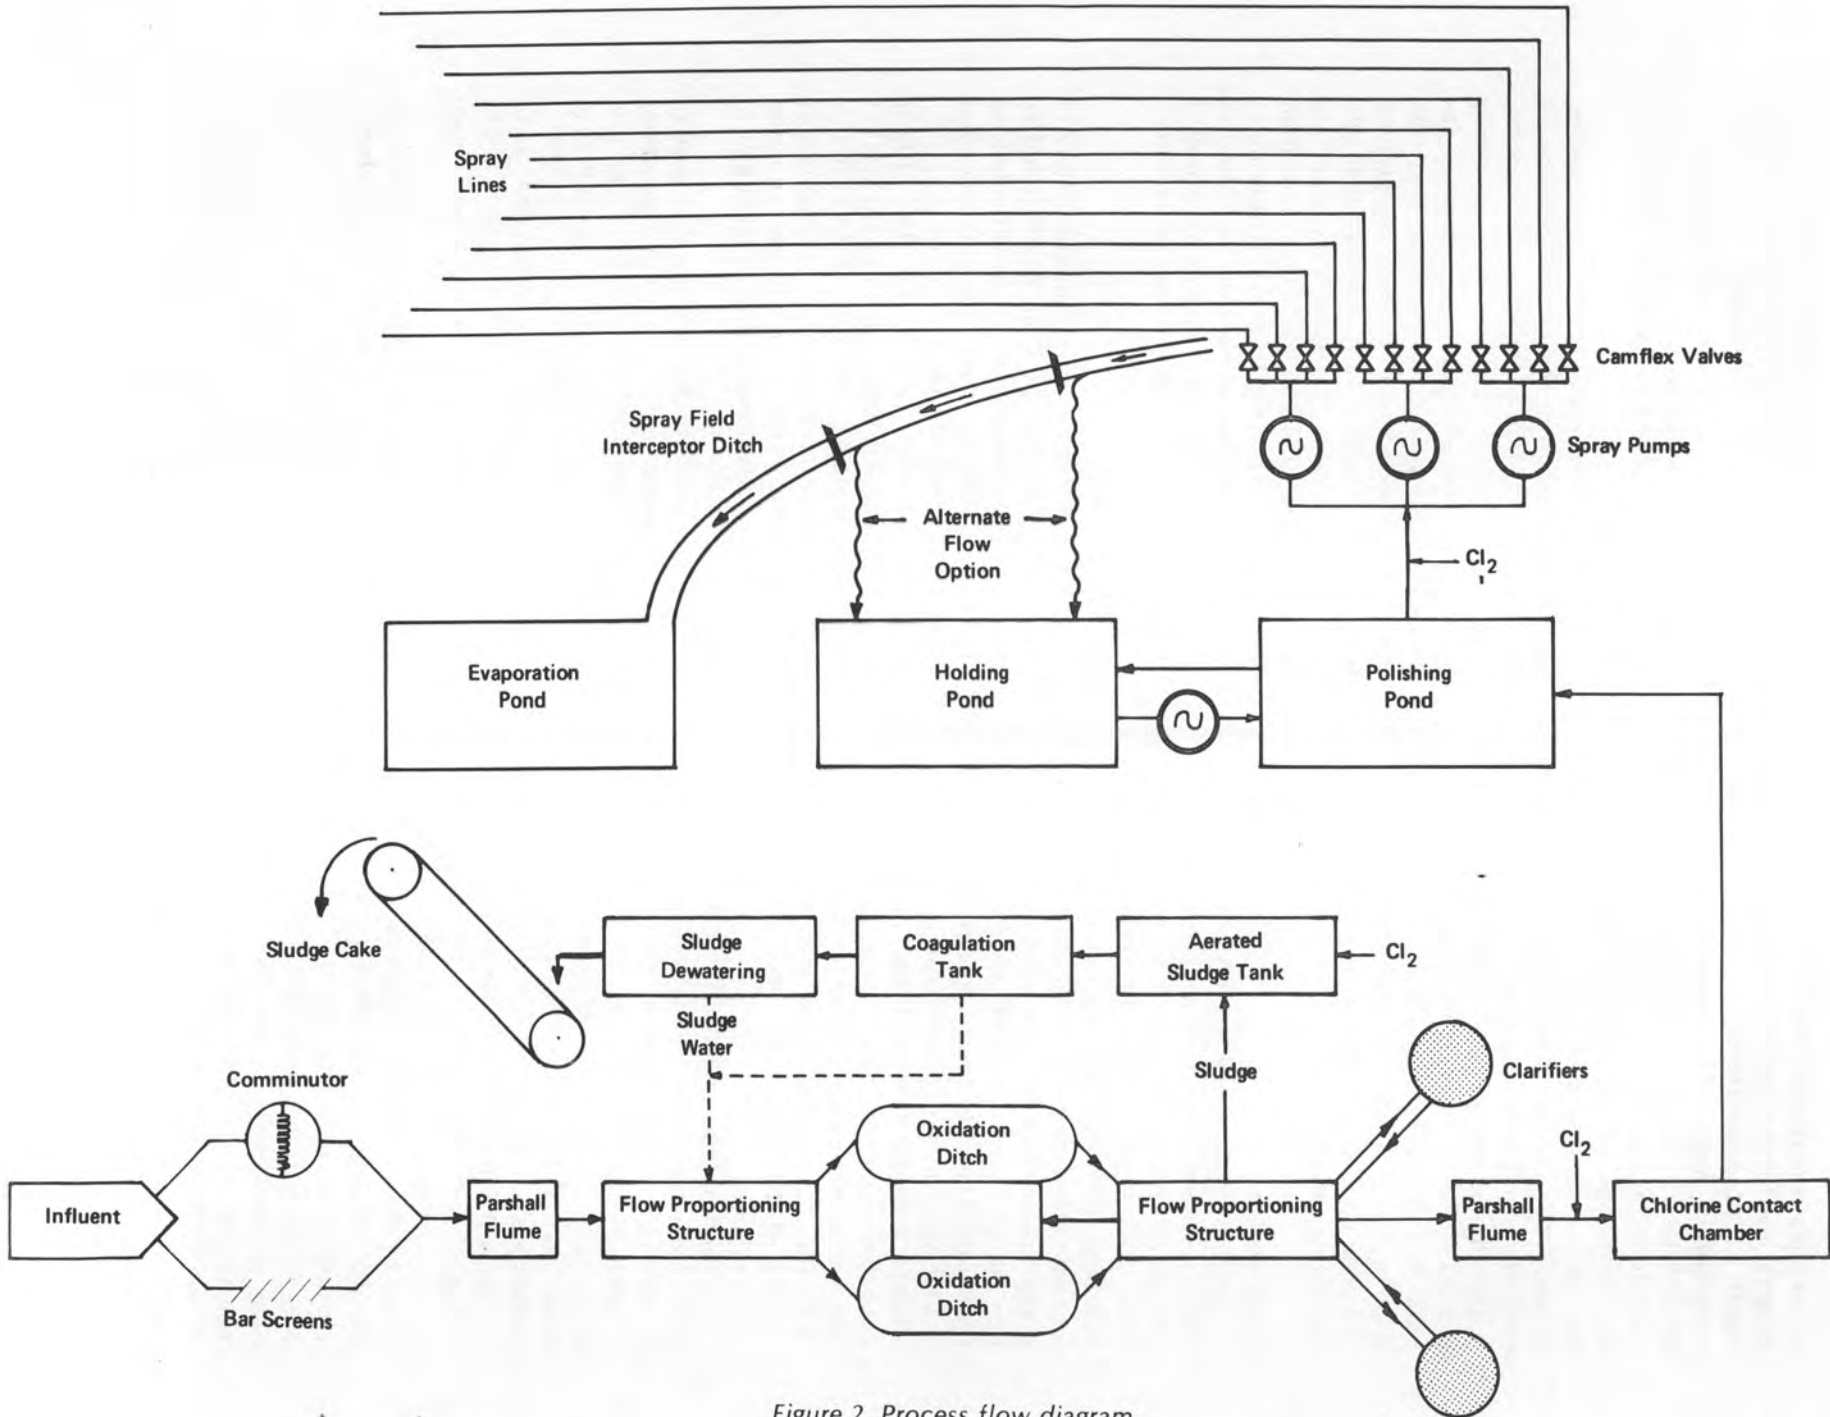 Spray
Lines
Camflex Valves
Spray Field
Interceptor Ditch
Spray Pumps
Alternate
Flow
Option
Cl2
Evaporation
Pond
Holding
Pond
Polishing
Pond
Sludge Cake
Sludge
Dewatering
Coagulation
Tank
Aerated
Sludge Tank
Cl2
Sludge
Water
Sludge
Clarifiers
Comminutor
Influent
Bar Screens
Parshall
Flume
Flow Proportioning
Structure
Oxidation
Ditch
Oxidation
Ditch
Flow Proportioning
Structure
Parshall
Flume
Cl2
Chlorine Contact
Chamber
Figure 2. Process flow diagram